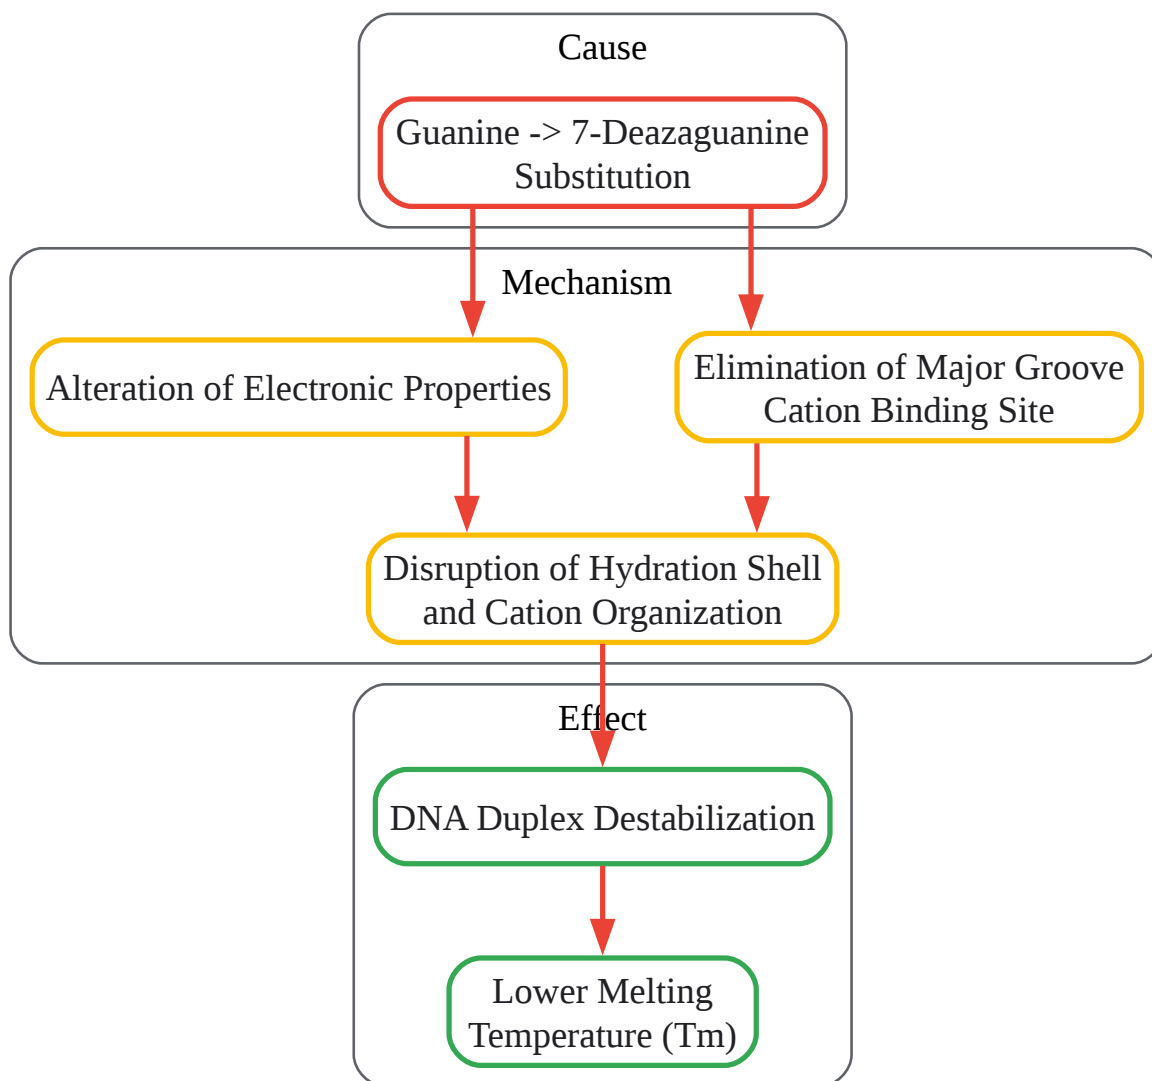 Cause
Guanine -> 7-Deazaguanine
Substitution
Mechanism
Alteration of Electronic Properties
Elimination of Major Groove
Cation Binding Site
Disruption of Hydration Shell
and Cation Organization
Effect
DNA Duplex Destabilization
Lower Melting
Temperature (Tm)